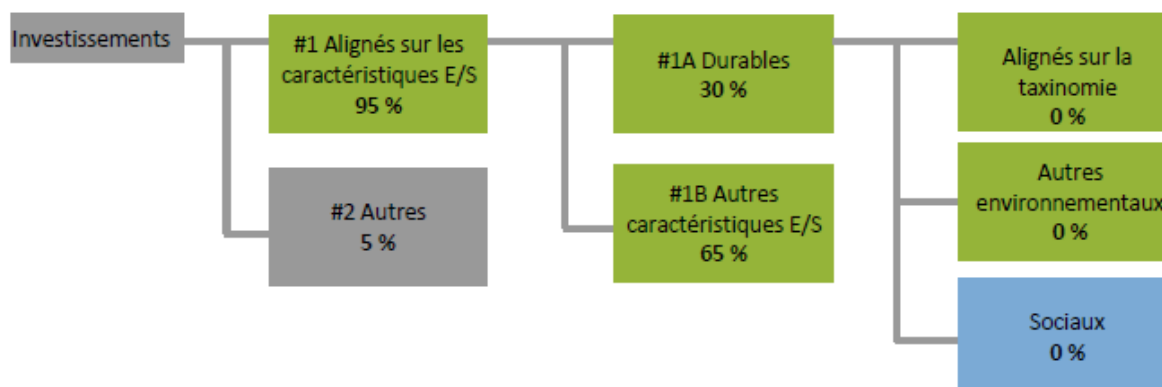 Investissements
#1 Alignés sur les
caractéristiques E/S
95 %
#2 Autres
5 %
#1A Durables
30 %
#1B Autres
caractéristiques E/S
65 %
Alignés sur la
taxinomie
0 %
Autres
environnementaux
0 %
Sociaux
0 %